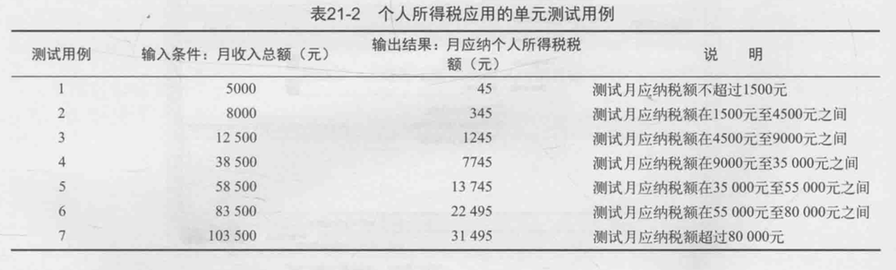 表21-2 个人所得税应用的单元测试用例
测试用例 输入条件：月收入总额（元） 输出结果：月应纳个人所得税税额（元） 说 明
1 5000 45 测试月应纳税额不超过1500元
2 8000 345 测试月应纳税额在1500元至4500元之间
3 12 500 1245 测试月应纳税额在4500元至9000元之间
4 38 500 7745 测试月应纳税额在9000元至35 000元之间
5 58 500 13 745 测试月应纳税额在35 000元至55 000元之间
6 83 500 22 495 测试月应纳税额在55 000元至80 000元之间
7 103 500 31 495 测试月应纳税额超过80 000元